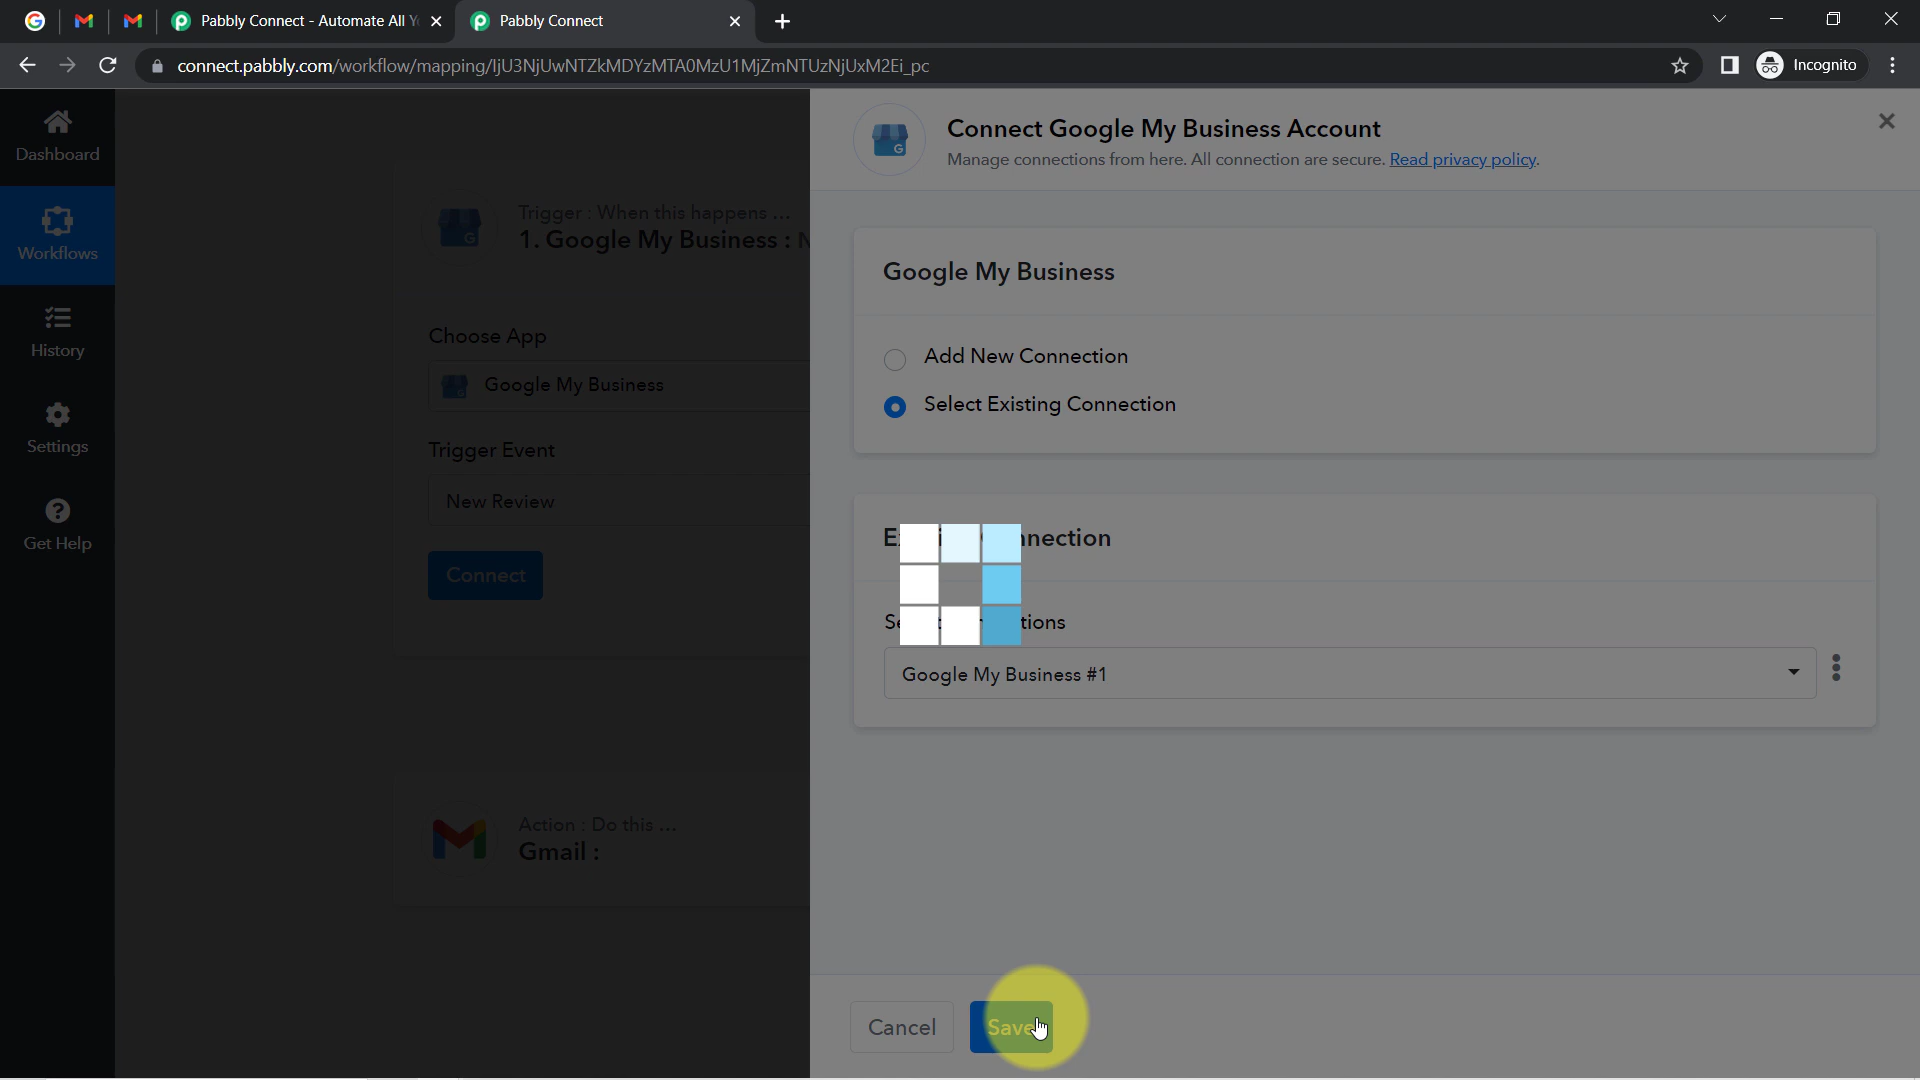 Pabbly Connect - Automate All Y
Pabbly Connect
connect.pabbly.com/workflow/mapping/IjU3NjUwNTZkMDYzMTA0MzU1MjZmNTUzNjUxM2Ei_pc
Incognito
Dashboard
Workflows
History
Settings
Get Help
Trigger : When this happens ...
1. Google My Business :
Choose App
Google My Business
Trigger Event
New Review
Connect
Action : Do this ...
Gmail :
Connect Google My Business Account
Manage connections from here. All connection are secure. Read privacy policy.
Google My Business
Add New Connection
Select Existing Connection
Google My Business #1
Cancel
Save